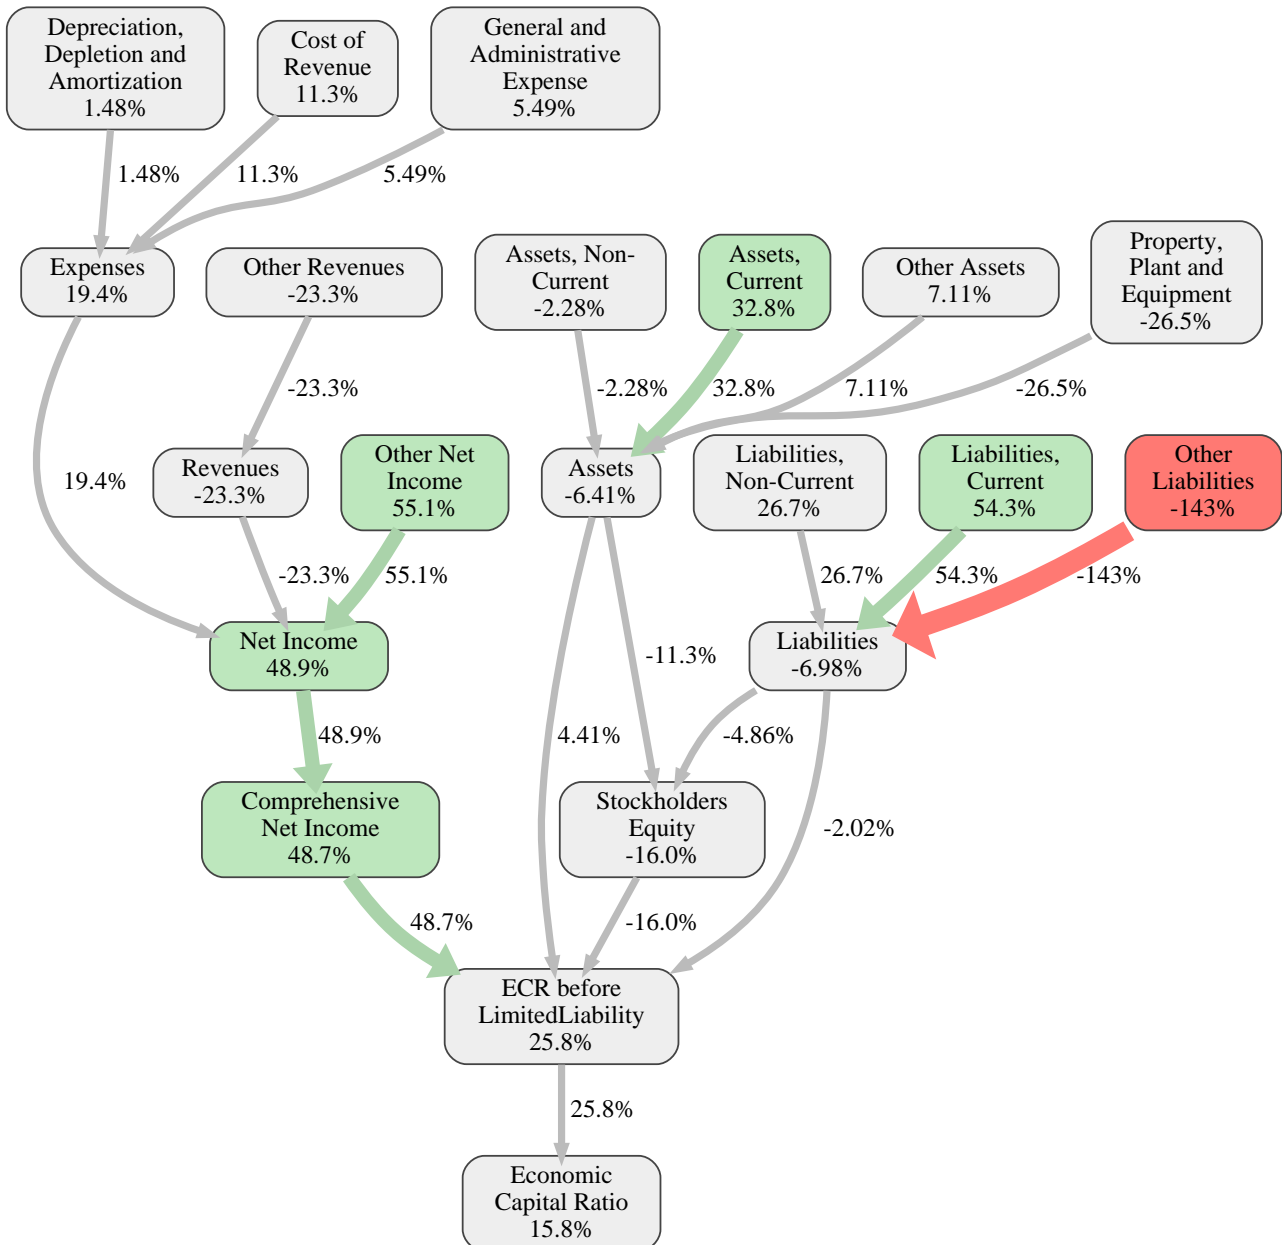 Depreciation,
Depletion and
Amortization
1.48%
Cost of
Revenue
11.3%
General and
Administrative
Expense
5.49%
1.48%
11.3%
5.49%
Expenses
19.4%
Other Revenues
-23.3%
Assets, Non-
Current
-2.28%
Assets,
Current
32.8%
Other Assets
7.11%
Property,
Plant and
Equipment
-26.5%
-23.3%
-2.28%
32.8%
7.11%
-26.5%
19.4%
Revenues
-23.3%
Other Net
Income
55.1%
Assets
-6.41%
Liabilities,
Non-Current
26.7%
Liabilities,
Current
54.3%
Other
Liabilities
-143%
-23.3%
55.1%
26.7%
54.3%
-143%
Net Income
48.9%
-11.3%
Liabilities
-6.98%
48.9%
4.41%
-4.86%
Comprehensive
Net Income
48.7%
Stockholders
Equity
-16.0%
-2.02%
48.7%
-16.0%
ECR before
LimitedLiability
25.8%
25.8%
Economic
Capital Ratio
15.8%